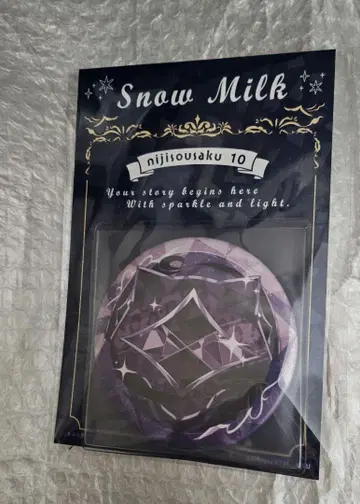 Snow Milk
nijisousaku 10
Your story begins here
With sparkle and light.